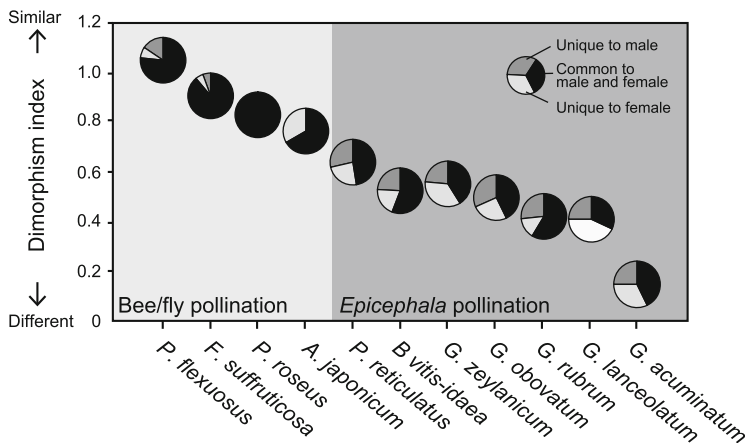 Similar
Different
Dimorphism index
1.2
1.0
0.8
0.6
0.4
0.2
0
Unique to male
Common to
male and female
Unique to female
Bee/fly pollination
Epicephala pollination
P. flexuosus
F. suffruticosa
P. roseus
A. japonicum
P. reticulatus
B vitis-idaea
G. zeylanicum
G. obovatum
G. rubrum
G. lanceolatum
G. acuminatum